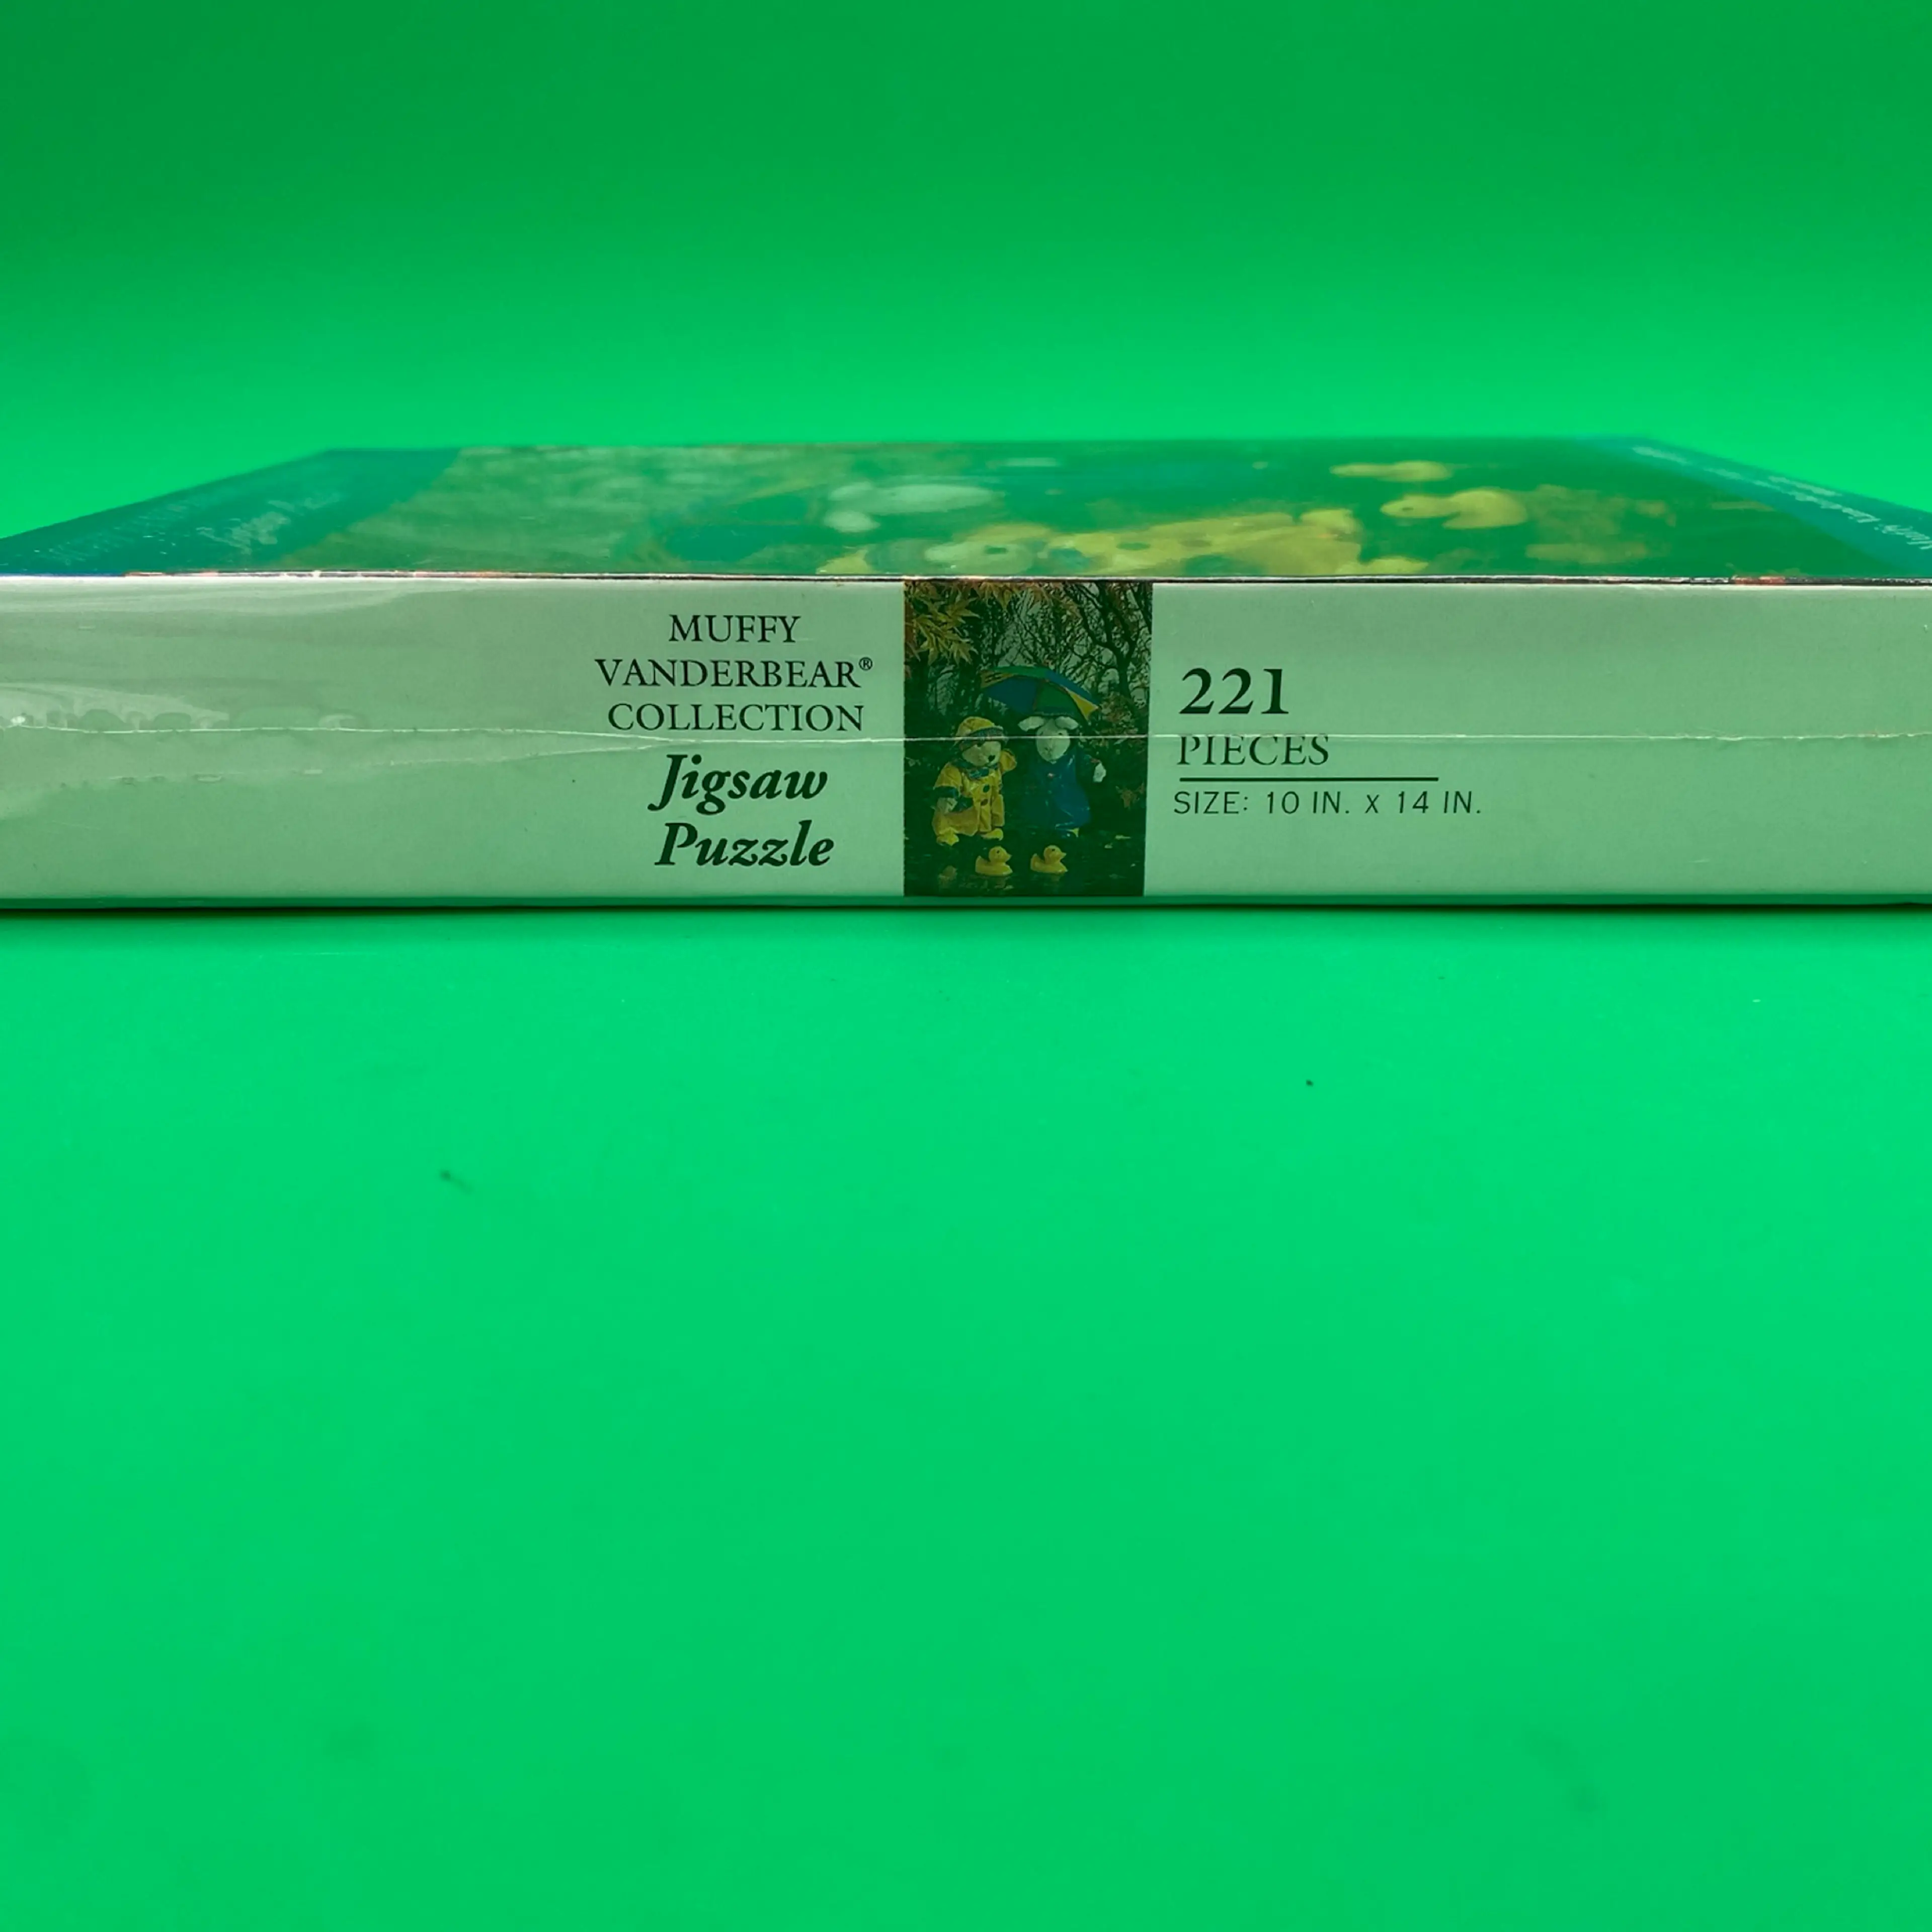 MUFFY
VANDERBEAR®
COLLECTION
Jigsaw
Puzzle
221
PIECES
SIZE: 10 IN. x 14 IN.